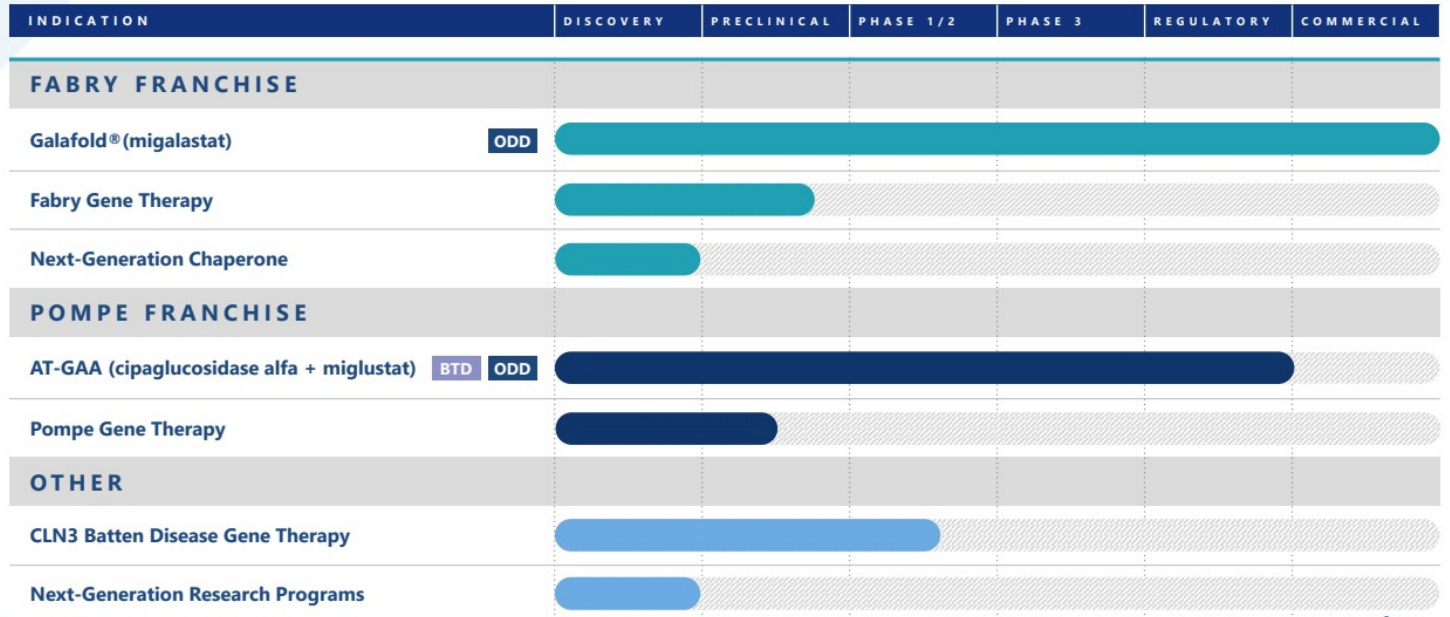 INDICATION DISCOVERY PRECLINICAL PHASE 1/2 PHASE 3 REGULATORY COMMERCIAL
FABRY FRANCHISE
Galafold® (migalastat) ODD
Fabry Gene Therapy
Next-Generation Chaperone
POMPE FRANCHISE
AT-GAA (cipaglucosidase alfa + miglustat) BTD ODD
Pompe Gene Therapy
OTHER
CLN3 Batten Disease Gene Therapy
Next-Generation Research Programs